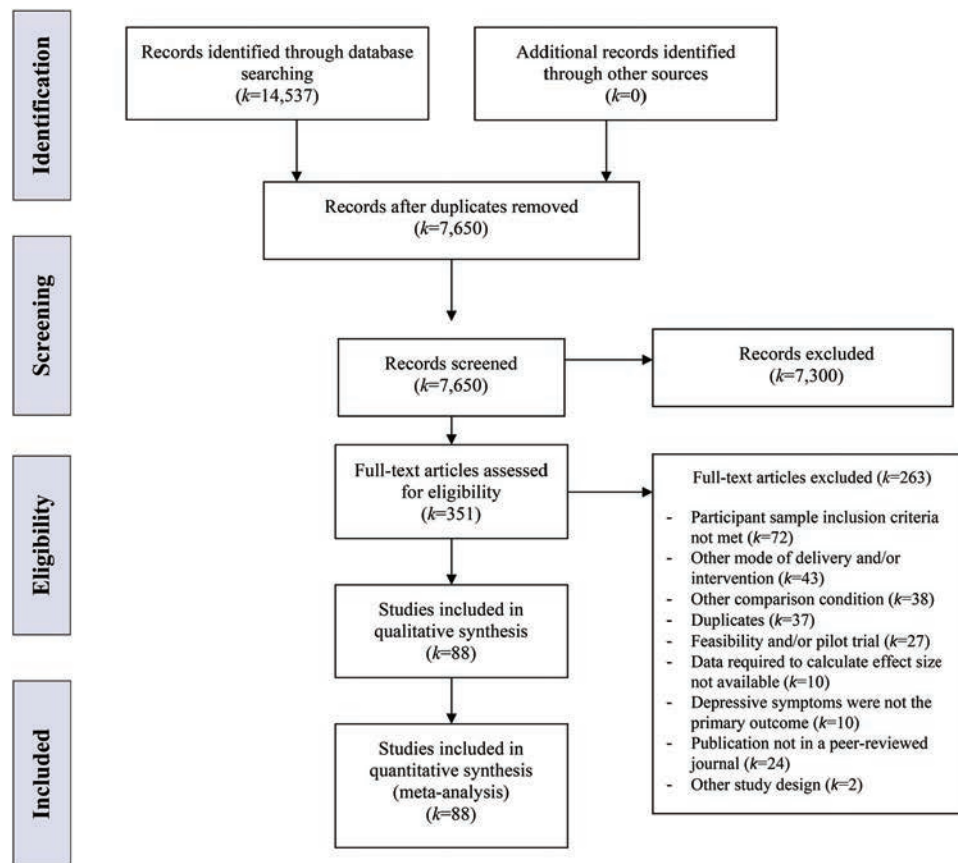 Identification
Records identified through database
searching
(k=14,537)
Additional records identified
through other sources
(k=0)
Records after duplicates removed
(k=7,650)
Screening
Records screened
(k=7,650)
Records excluded
(k=7,300)
Eligibility
Full-text articles assessed
for eligibility
(k=351)
Full-text articles excluded (k=263)
- Participant sample inclusion criteria
not met (k=72)
- Other mode of delivery and/or
intervention (k=43)
- Other comparison condition (k=38)
- Duplicates (k=37)
- Feasibility and/or pilot trial (k=27)
- Data required to calculate effect size
not available (k=10)
- Depressive symptoms were not the
primary outcome (k=10)
- Publication not in a peer-reviewed
journal (k=24)
- Other study design (k=2)
Studies included in
qualitative synthesis
(k=88)
Included
Studies included in
quantitative synthesis
(meta-analysis)
(k=88)